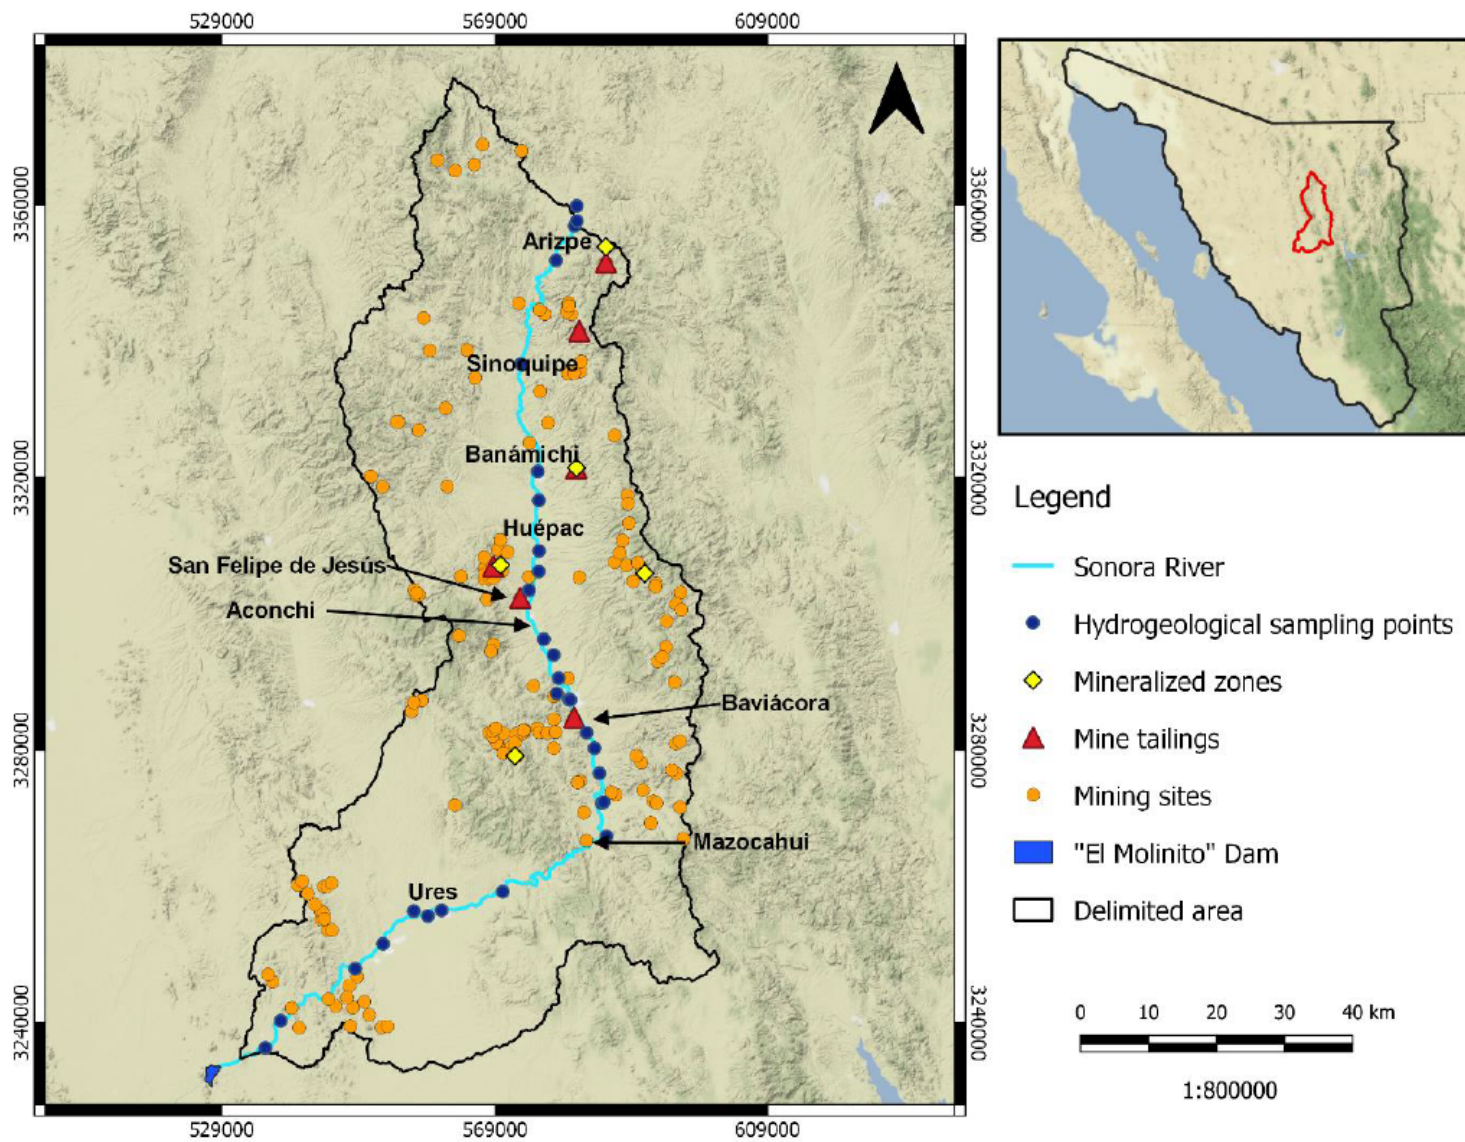 529000
569000
609000
3360000
3360000
Arizpe
Sinoquipe
Banámichi
3320000
3320000
Huépac
San Felipe de Jesús
Aconchi
Baviácora
3280000
3280000
Mazocahui
Ures
3240000
3240000
529000
569000
609000
Legend
Sonora River
Hydrogeological sampling points
Mineralized zones
Mine tailings
Mining sites
"El Molinito" Dam
Delimited area
0 10 20 30 40 km
1:800000